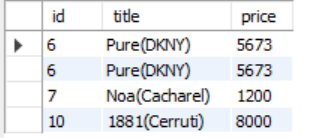 id title price
6 Pure(DKNY) 5673
6 Pure(DKNY) 5673
7 Noa(Cacharel) 1200
10 1881(Cerruti) 8000